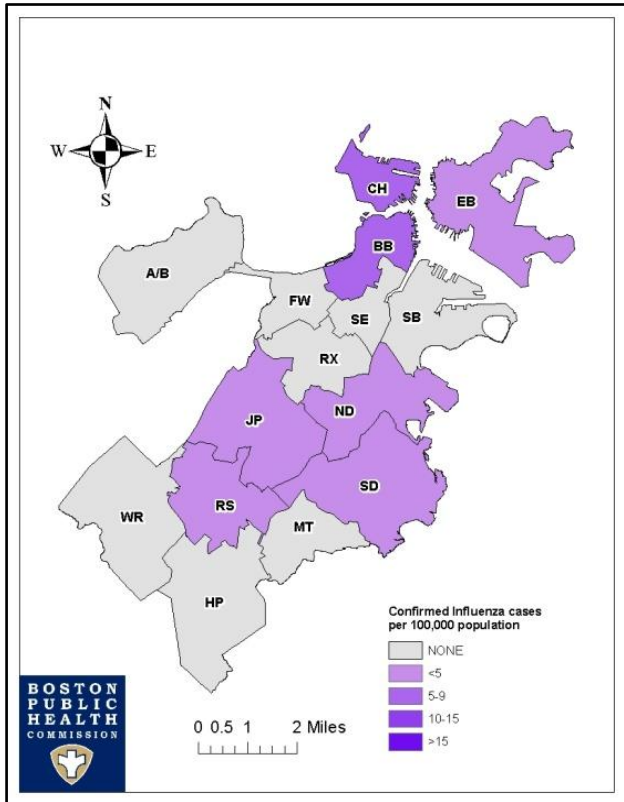 N
W E
S
CH
EB
BB
A/B
FW
SE
SB
RX
ND
JP
SD
RS
WR
MT
HP
Confirmed Influenza cases
per 100,000 population
NONE
<5
5-9
10-15
>15
BOSTON
PUBLIC
HEALTH
COMMISSION
0 0.5 1 2 Miles